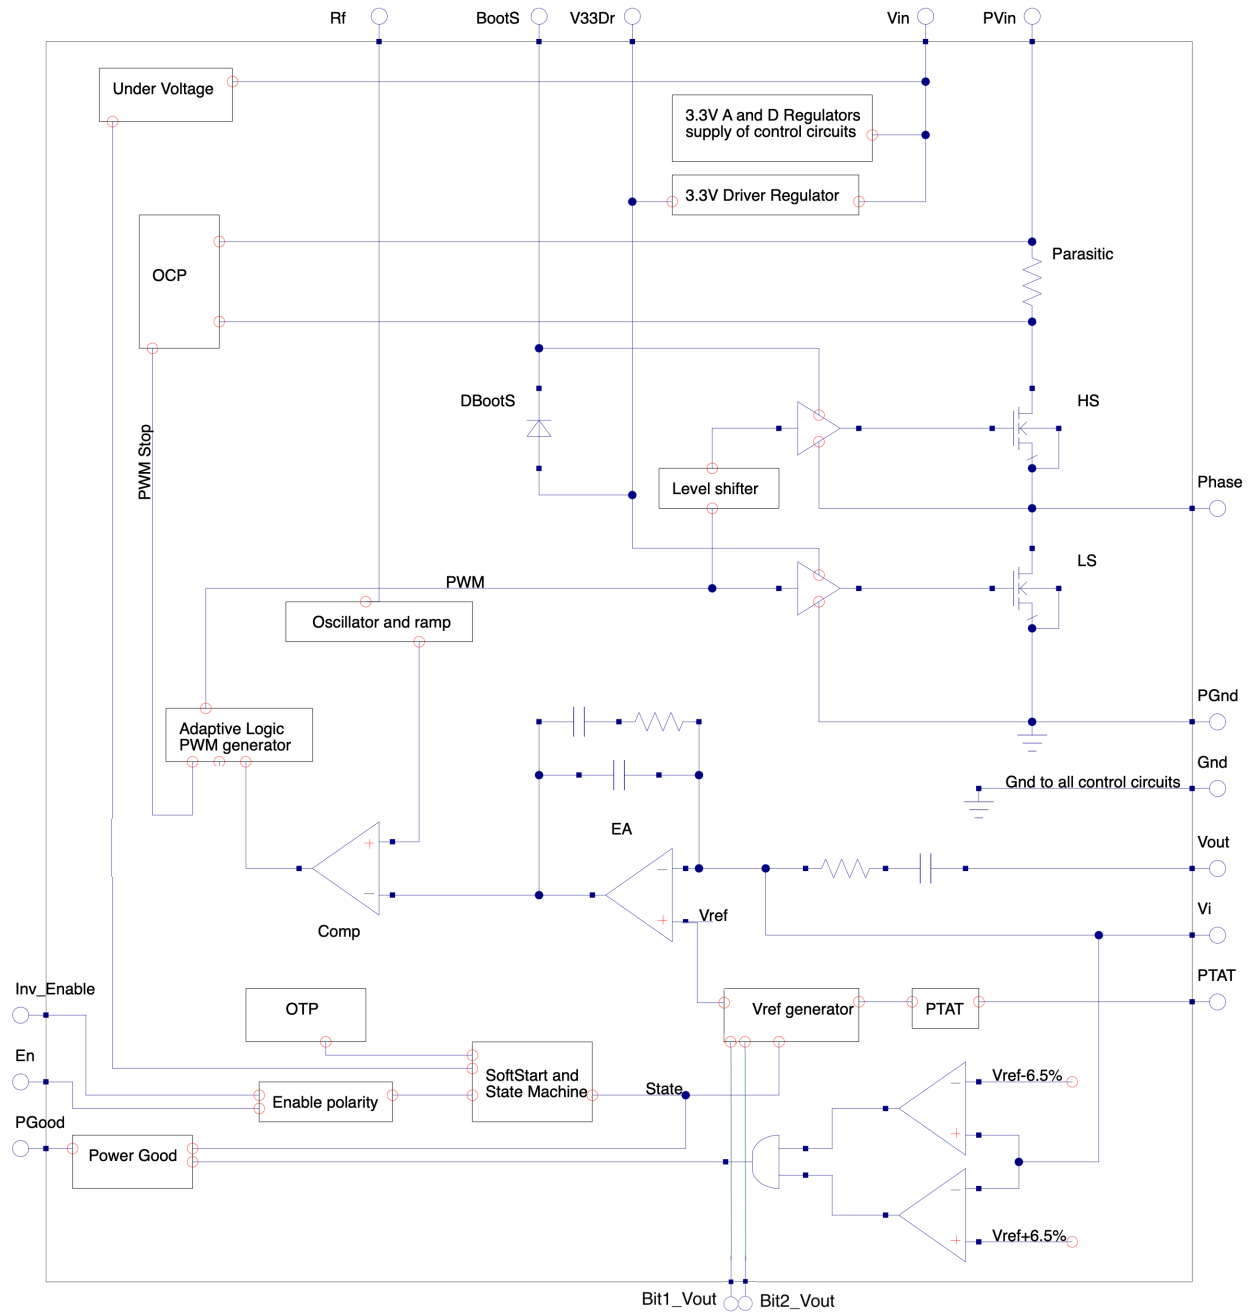 Rf
BootS
V33Dr
Vin
PVin
Under Voltage
3.3V A and D Regulators
supply of control circuits
3.3V Driver Regulator
OCP
Parasitic
DBootS
HS
PWM Stop
Level shifter
Phase
PWM
LS
Oscillator and ramp
PGnd
Adaptive Logic
PWM generator
Gnd
Gnd to all control circuits
EA
Vout
+
−
−
+
Vref
Vi
Comp
PTAT
Inv_Enable
OTP
Vref generator
PTAT
En
SoftStart and
State Machine
State
Vref-6.5%
−
+
Enable polarity
PGood
Power Good
−
+
Vref+6.5%
Bit1_Vout
Bit2_Vout